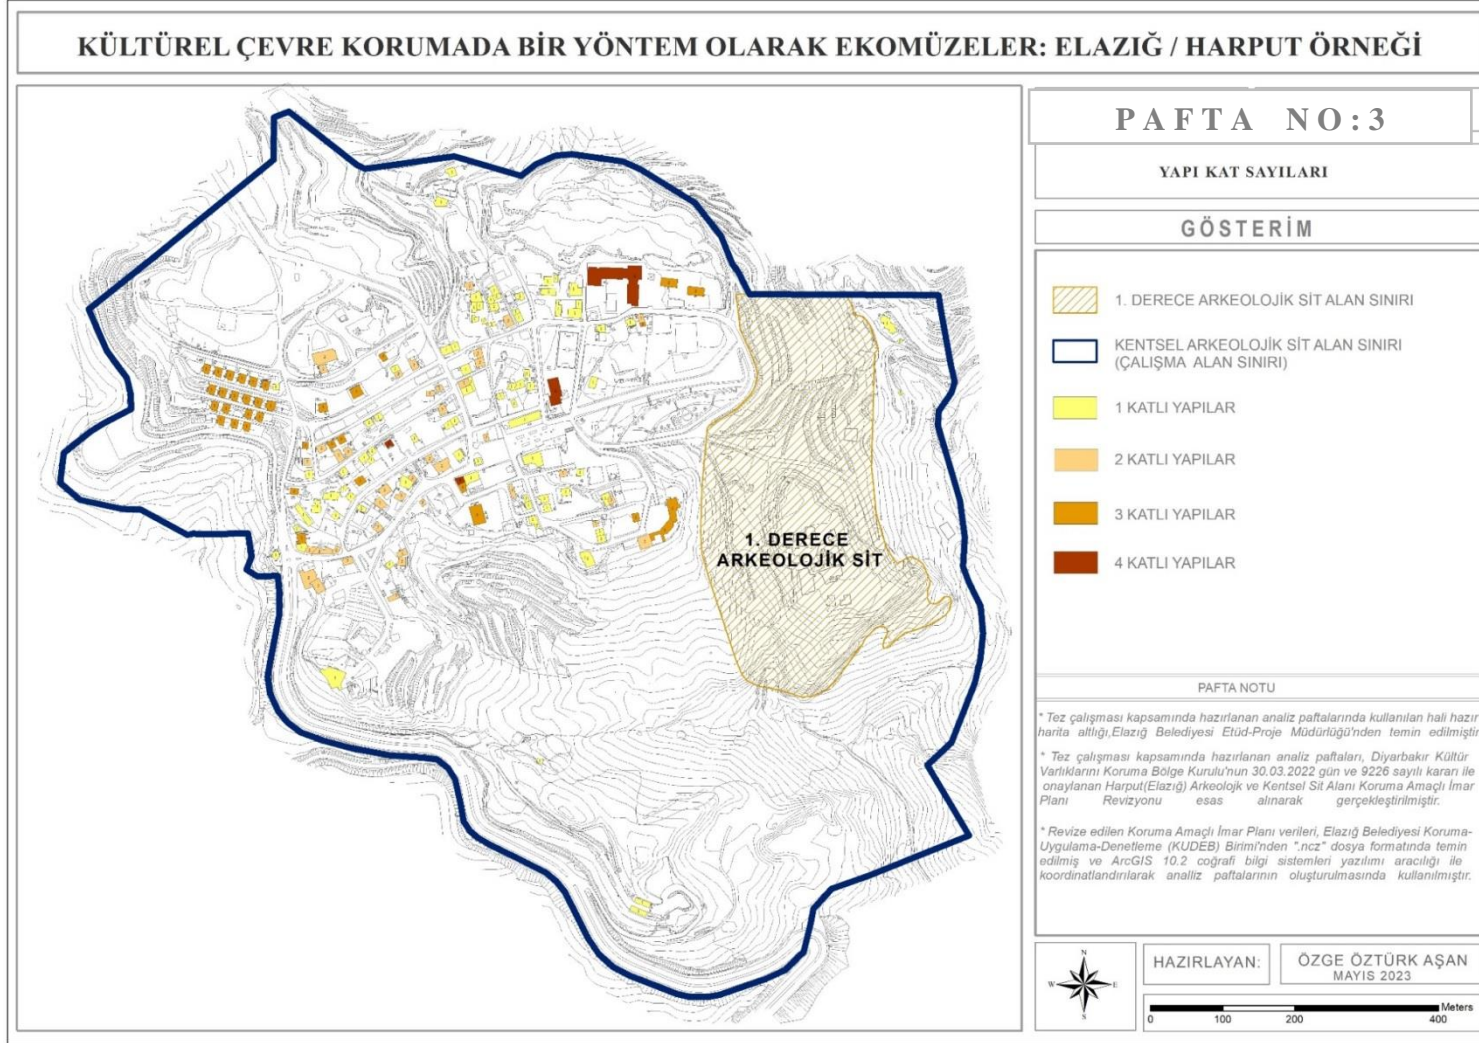 KÜLTÜREL ÇEVRE KORUMADA BİR YÖNTEM OLARAK EKOMÜZELER: ELAZIĞ / HARPUT ÖRNEĞİ
1. DERECE
ARKEOLOJİK SİT
PAFTA NO:3
YAPI KAT SAYILARI
GÖSTERİM
1. DERECE ARKEOLOJİK SİT ALAN SINIRI
KENTSEL ARKEOLOJİK SİT ALAN SINIRI
(ÇALIŞMA ALAN SINIRI)
1 KATLI YAPILAR
2 KATLI YAPILAR
3 KATLI YAPILAR
4 KATLI YAPILAR
PAFTA NOTU
* Tez çalışması kapsamında hazırlanan analiz paftalarında kullanılan hali hazır
harita altlığı,Elazığ Belediyesi Etüd-Proje Müdürlüğü'nden temin edilmiştir
* Tez çalışması kapsamında hazırlanan analiz paftaları, Diyarbakır Kültür
Varlıklarını Koruma Bölge Kurulu'nun 30.03.2022 gün ve 9226 sayılı kararı ile
onaylanan Harput(Elazığ) Arkeolojk ve Kentsel Sit Alanı Koruma Amaçlı İmar
Planı Revizyonu esas alınarak gerçekleştirilmiştir.
* Revize edilen Koruma Amaçlı İmar Planı verileri, Elazığ Belediyesi Koruma-
Uygulama-Denetleme (KUDEB) Birimi'nden ".ncz" dosya formatında temin
edilmiş ve ArcGIS 10.2 coğrafi bilgi sistemleri yazılımı aracılığı ile
koordinatlandırılarak analliz paftalarının oluşturulmasında kullanılmıştır.
N
W E
S
HAZIRLAYAN:
ÖZGE ÖZTÜRK AŞAN
MAYIS 2023
Meters
0 100 200 400